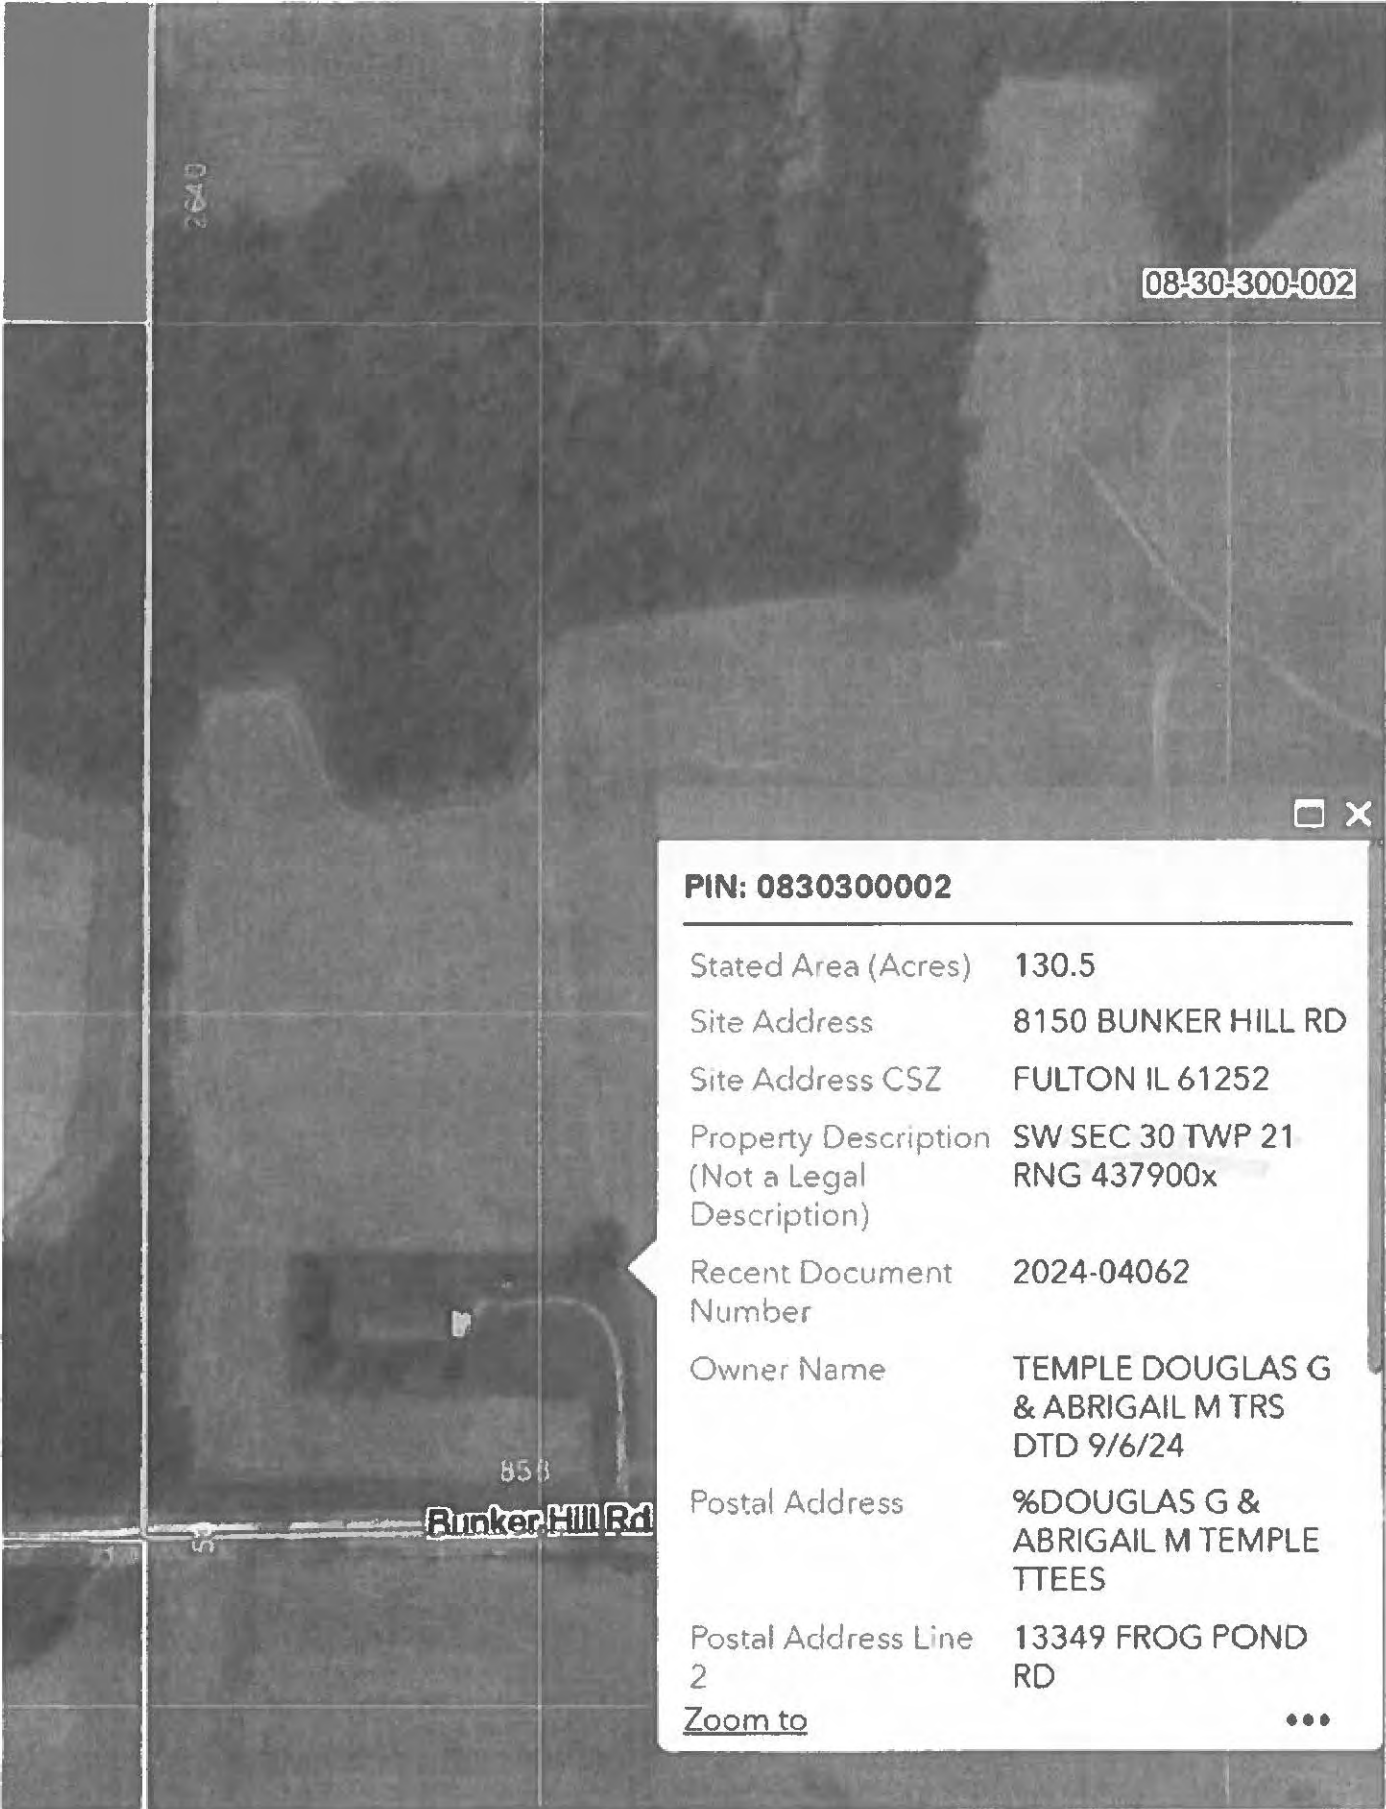 2640
08-30-300-002
PIN: 0830300002
Stated Area (Acres) 130.5
Site Address 8150 BUNKER HILL RD
Site Address CSZ FULTON IL 61252
Property Description SW SEC 30 TWP 21
(Not a Legal RNG 437900x
Description)
Recent Document 2024-04062
Number
Owner Name TEMPLE DOUGLAS G
& ABRIGAIL M TRS
DTD 9/6/24
858
Postal Address %DOUGLAS G &
Bunker Hill Rd
ABRIGAIL M TEMPLE
TTEES
Postal Address Line 13349 FROG POND
2 RD
Zoom to